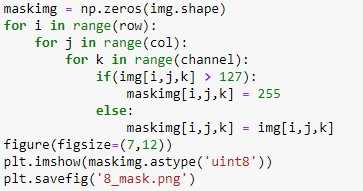 maskimg = np.zeros(img.shape)
for i in range(row):
    for j in range(col):
        for k in range(channel):
            if(img[i,j,k] > 127):
                maskimg[i,j,k] = 255
            else:
                maskimg[i,j,k] = img[i,j,k]
figure(figsize=(7,12))
plt.imshow(maskimg.astype('uint8'))
plt.savefig('8_mask.png')